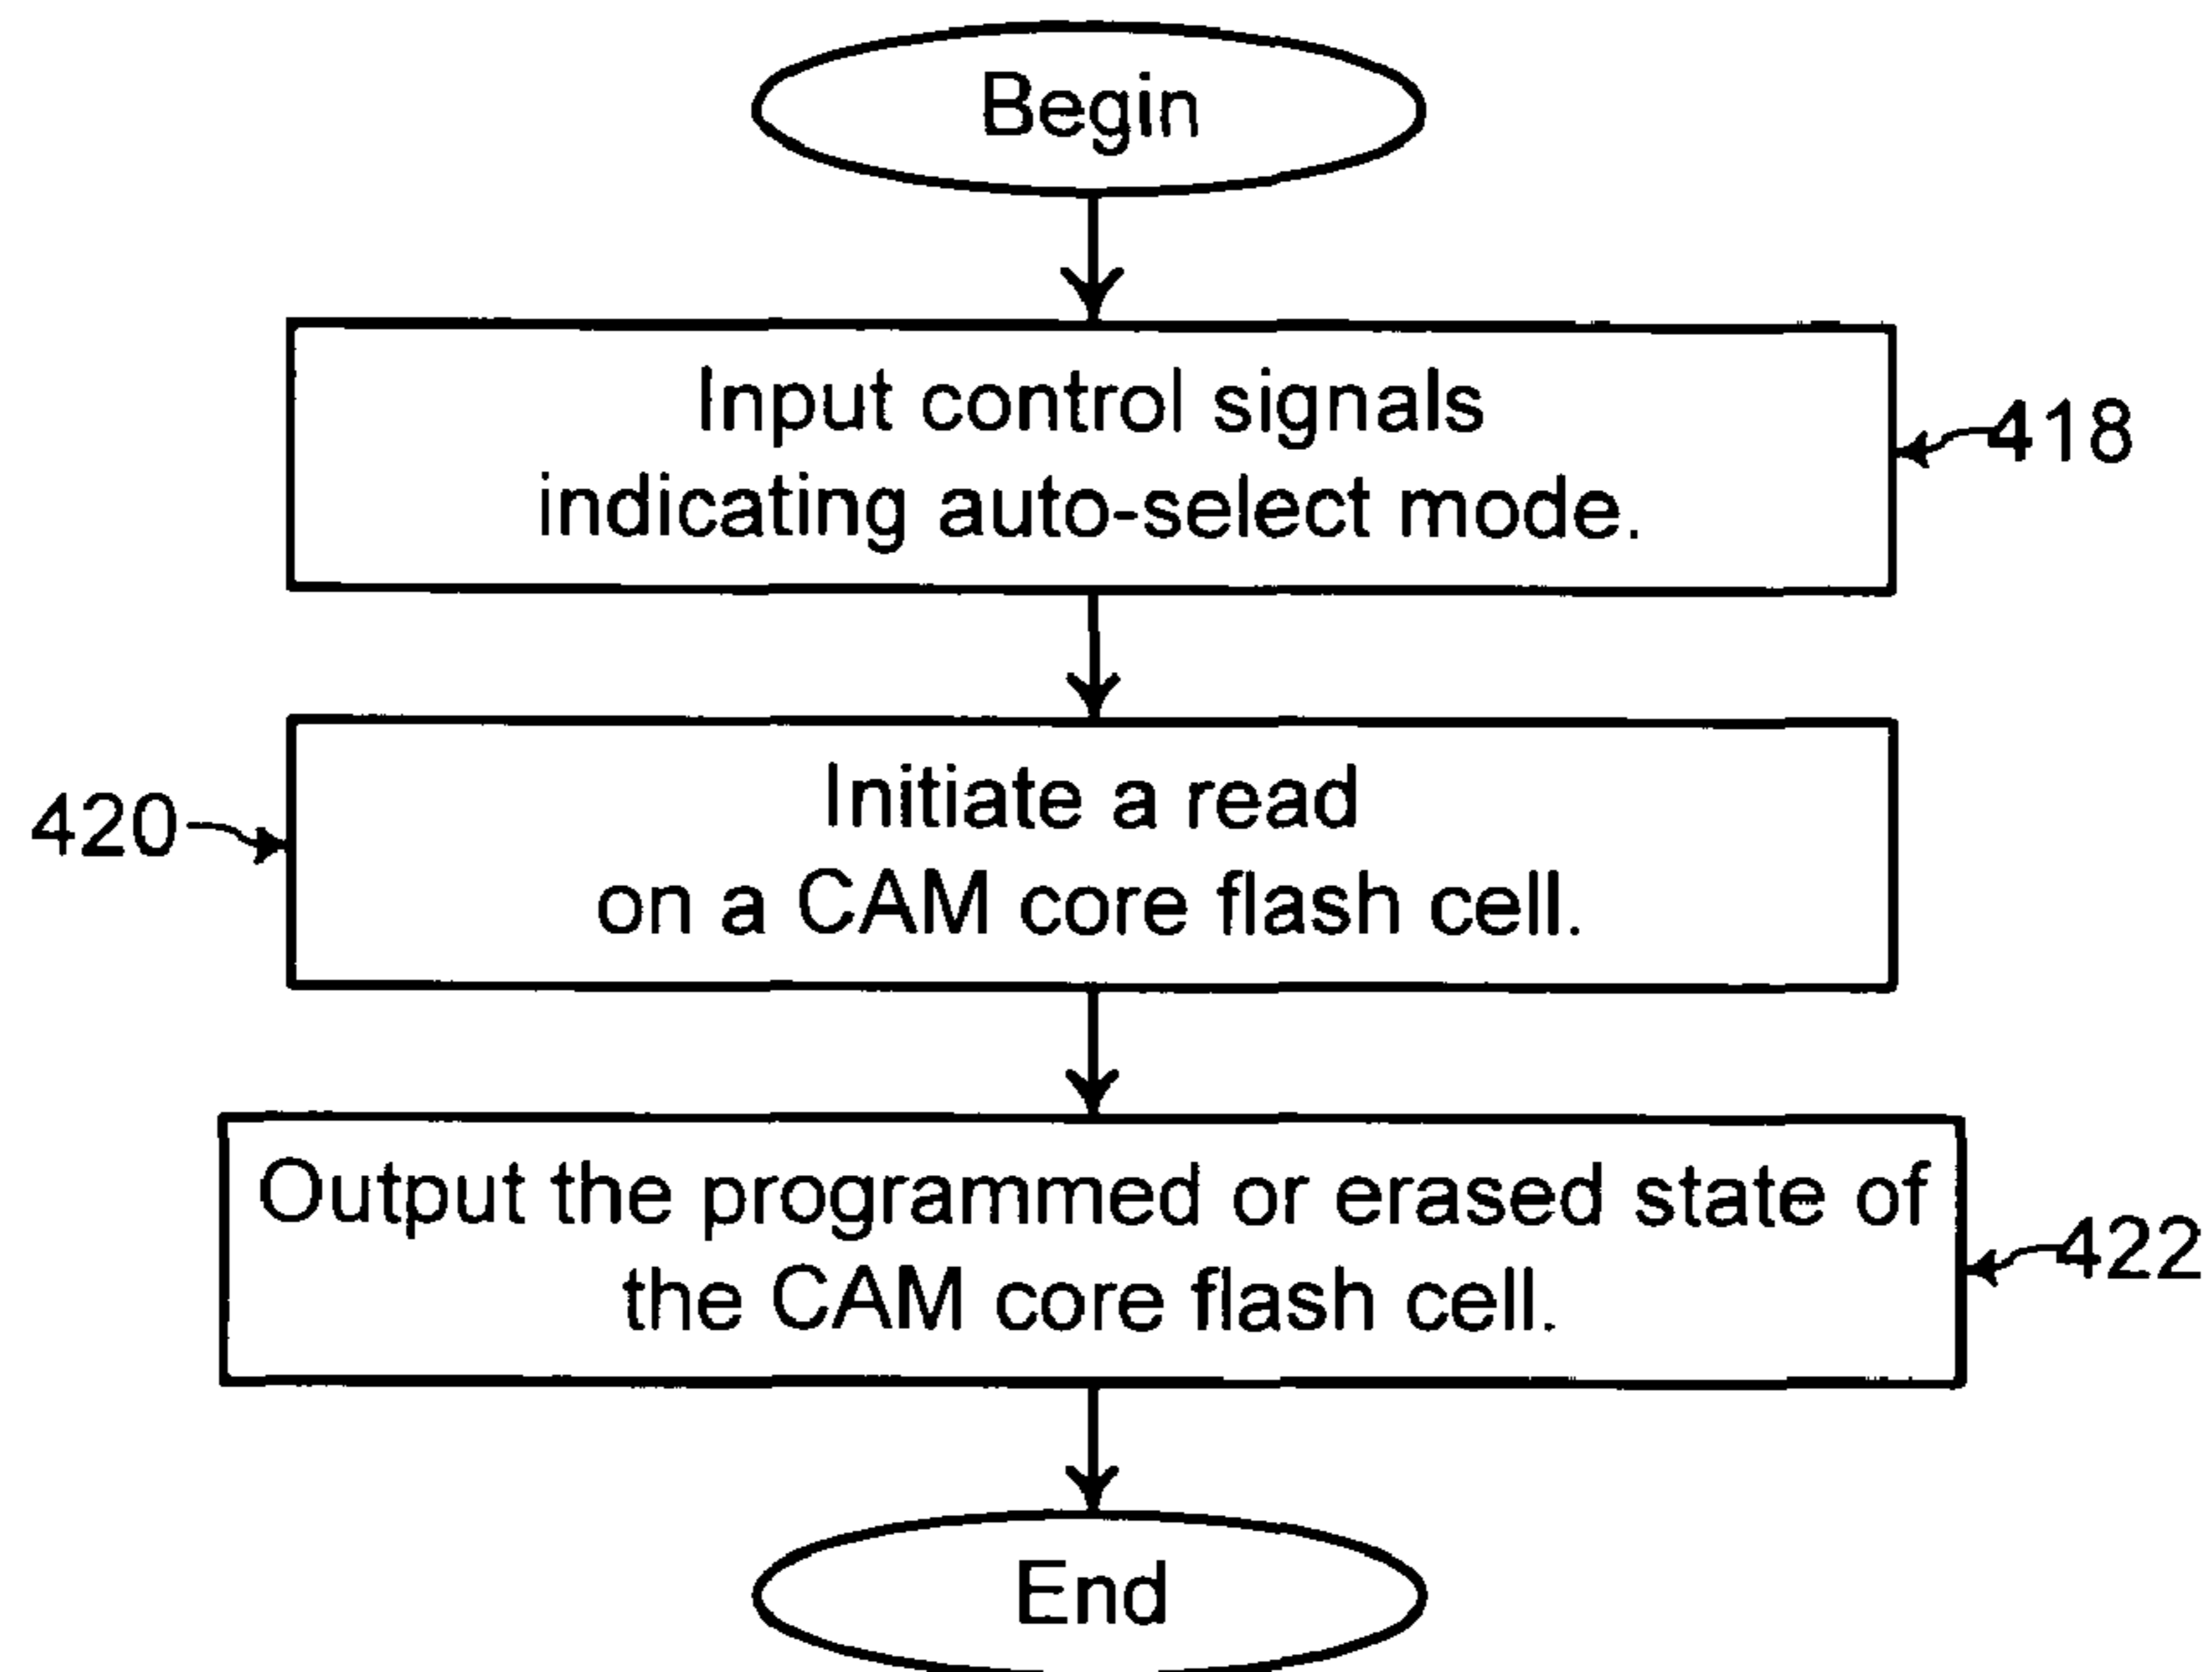 Begin
Input control signals
indicating auto-select mode.
418
Initiate a read
on a CAM core flash cell.
420
Output the programmed or erased state of
the CAM core flash cell.
422
End